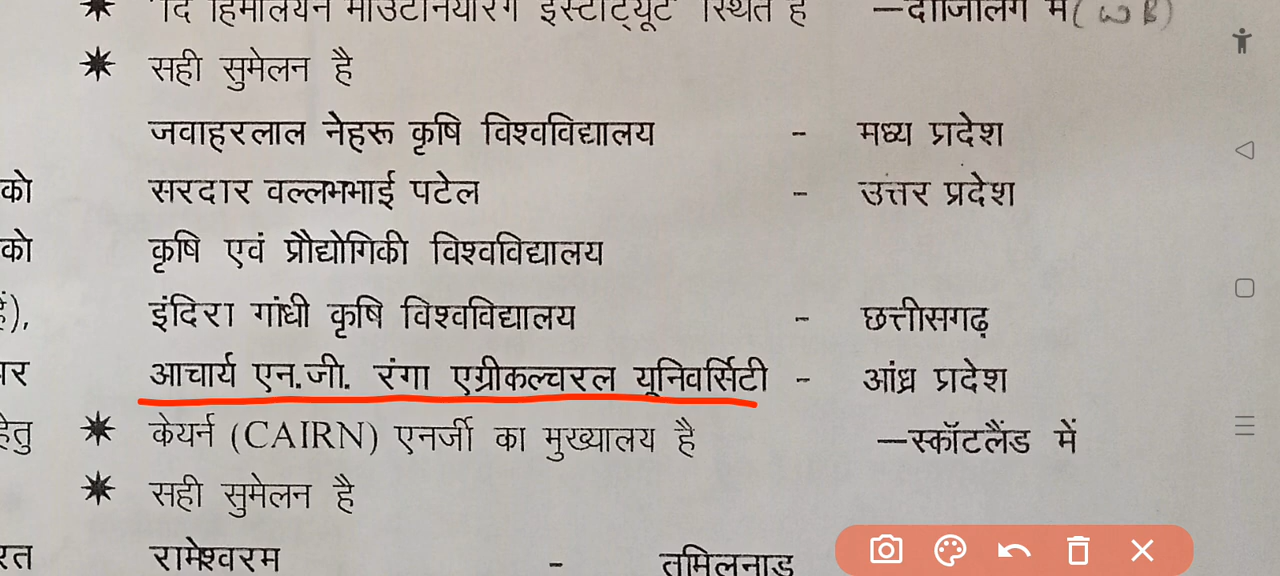 "दि हिमालयन माउंटेनियरिंग इंस्टीट्यूट" स्थित है —दार्जिलिंग में (WB)
✷ सही सुमेलन है
जवाहरलाल नेहरू कृषि विश्वविद्यालय - मध्य प्रदेश
को सरदार वल्लभभाई पटेल - उत्तर प्रदेश
को कृषि एवं प्रौद्योगिकी विश्वविद्यालय
हैं), इंदिरा गांधी कृषि विश्वविद्यालय - छत्तीसगढ़
पर आचार्य एन.जी. रंगा एग्रीकल्चरल यूनिवर्सिटी - आंध्र प्रदेश
हेतु ✷ केयर्न (CAIRN) एनर्जी का मुख्यालय है —स्कॉटलैंड में
✷ सही सुमेलन है
रामेश्वरम - तमिलनाडु